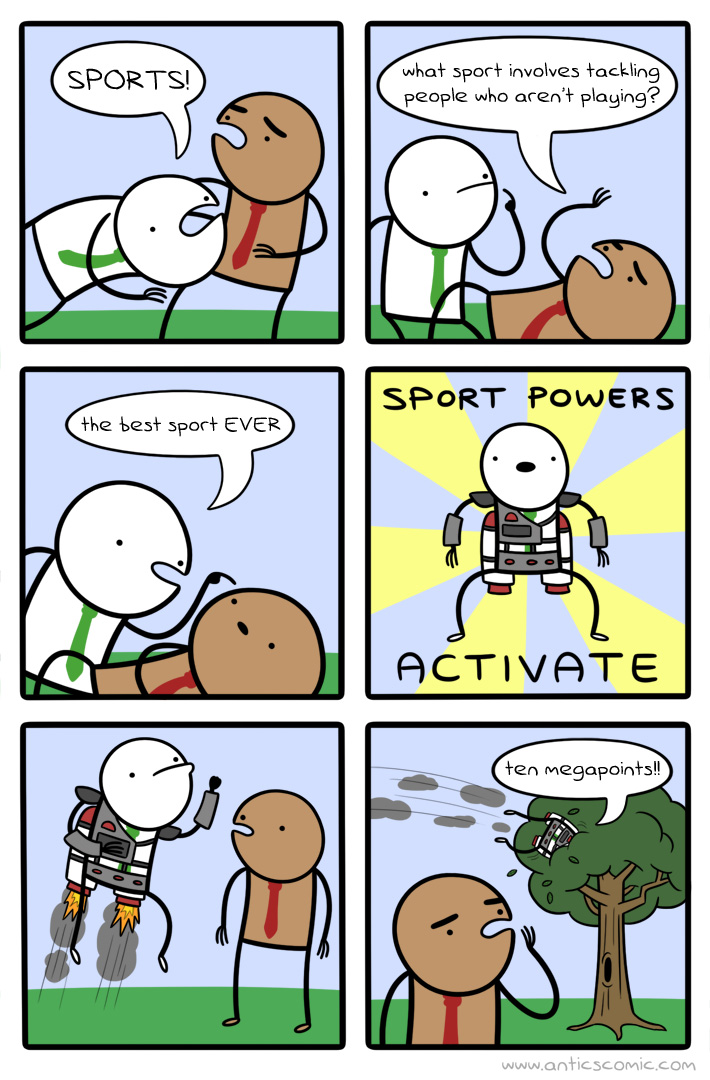 SPORTS!
what sport involves tackling
people who aren't playing?
the best sport EVER
SPORT POWERS
ACTIVATE
ten megapoints!!
www.anticscomic.com